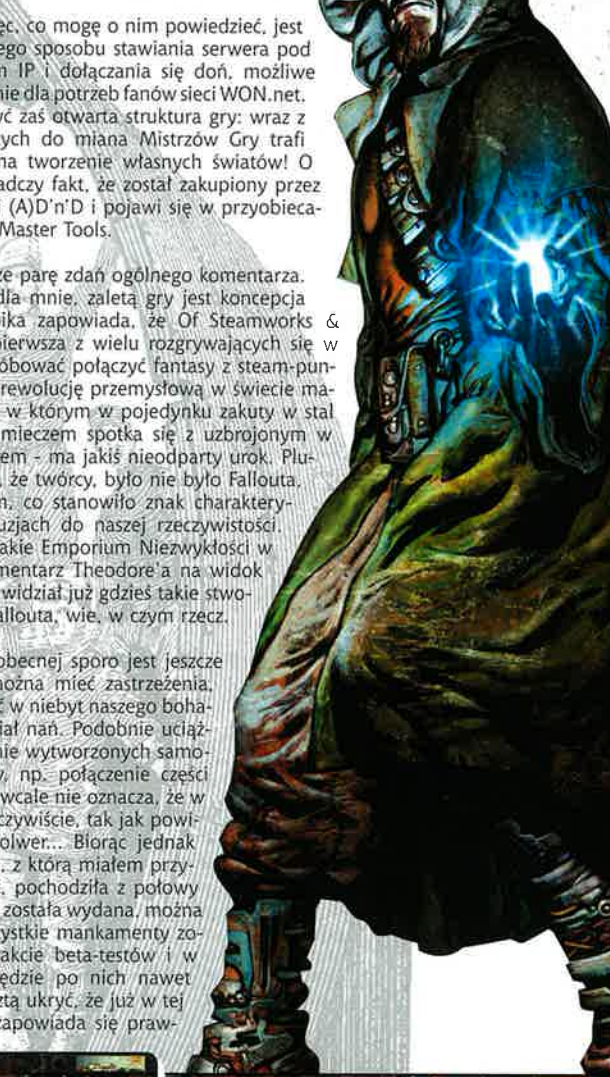 ęc, co mogę o nim powiedzieć, jest
ego sposobu stawiania serwera pod
n IP i dołączania się doń, możliwe
nie dla potrzeb fanów sieci WON.net.
yć zaś otwarta struktura gry: wraz z
ych do miana Mistrzów Gry trafi
na tworzenie własnych światów! O
adczy fakt, że został zakupiony przez
i (A)D'n'D i pojawi się w przyobieca-
Master Tools.
ze parę zdań ogólnego komentarza.
dla mnie, zaletą gry jest koncepcja
pika zapowiada, że Of Steamworks &
pierwsza z wielu rozgrywających się w
róbować połączyć fantasy z steam-pun-
rewolucję przemysłową w świecie ma-
w którym w pojedynku zakuty w stal
mieczem spotka się z uzbrojonym w
em - ma jakiś nieodparty urok. Plu-
, że twórcy, było nie było Fallouta,
m, co stanowiło znak charaktery-
uzjach do naszej rzeczywistości.
akie Emporium Niezwykłości w
mentarz Theodore'a na widok
widział już gdzieś takie stwo-
allouta, wie, w czym rzecz.
obecnej sporo jest jeszcze
nożna mieć zastrzeżenia,
ć w niebyt naszego boha-
iał nań. Podobnie uciąż-
nie wytworzonych samo-
y, np. połączenie części
wcale nie oznacza, że w
czywiście, tak jak powi-
olwer... Biorąc jednak
, z którą miałem przy-
, pochodziła z połowy
została wydana, można
ystkie mankamenty zo-
akcie beta-testów i w
ędzie po nich nawet
ztą ukryć, że już w tej
zapowiada się praw-